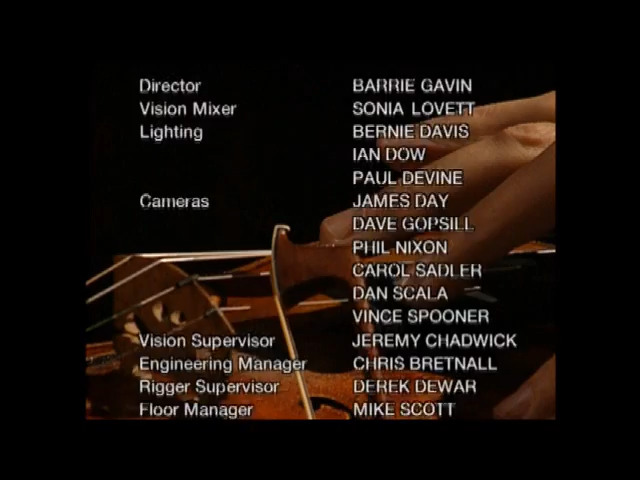 Director BARRIE GAVIN
Vision Mixer SONIA LOVETT
Lighting BERNIE DAVIS
IAN DOW
PAUL DEVINE
Cameras JAMES DAY
DAVE GOPSILL
PHIL NIXON
CAROL SADLER
DAN SCALA
VINCE SPOONER
Vision Supervisor JEREMY CHADWICK
Engineering Manager CHRIS BRETNALL
Rigger Supervisor DEREK DEWAR
Floor Manager MIKE SCOTT